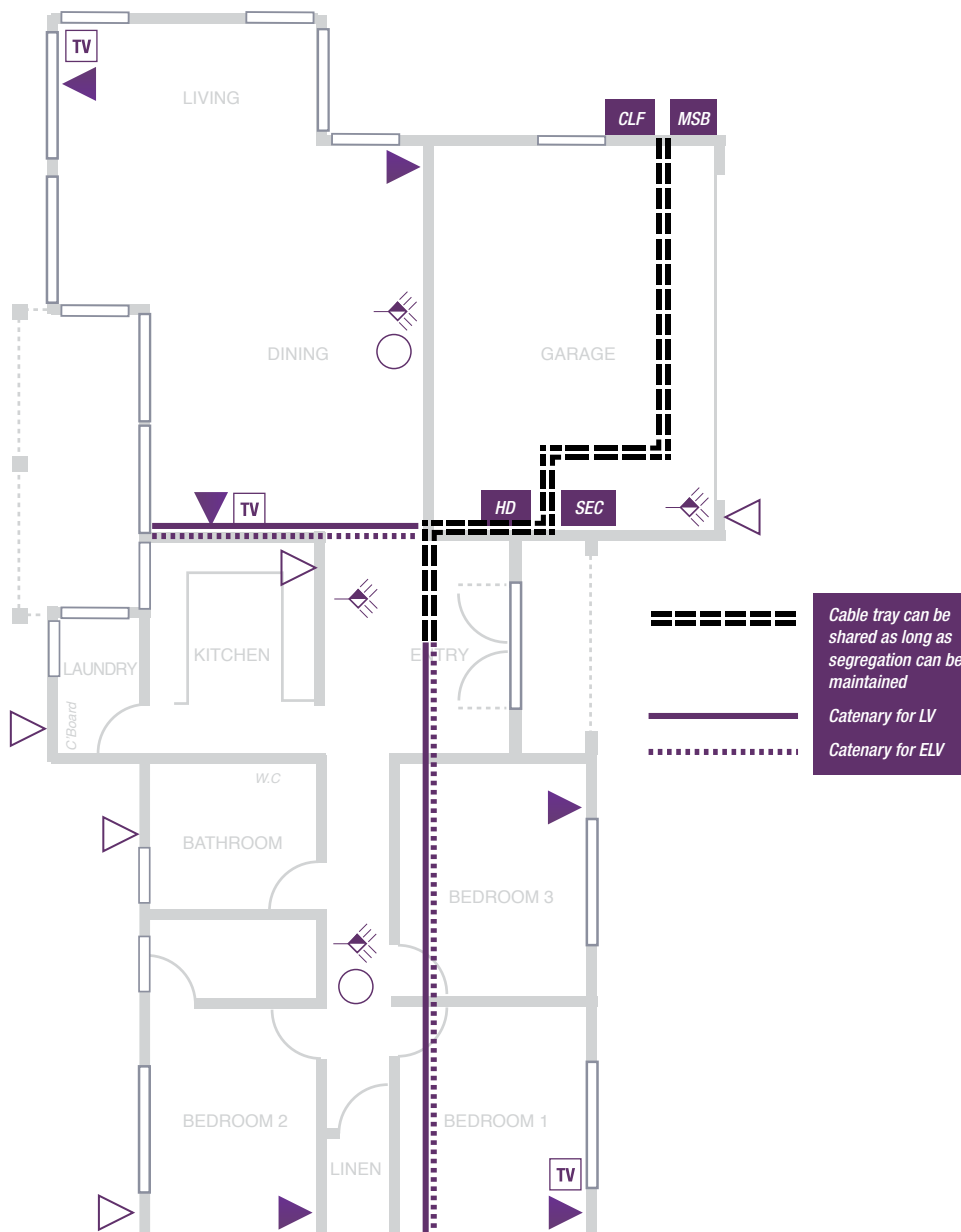 TV
LIVING
CLF
MSB
DINING
GARAGE
TV
HD
SEC
KITCHEN
ENTRY
LAUNDRY
C'Board
W.C
BATHROOM
BEDROOM 3
BEDROOM 2
BEDROOM 1
LINEN
TV
Cable tray can be
shared as long as
segregation can be
maintained
Catenary for LV
Catenary for ELV